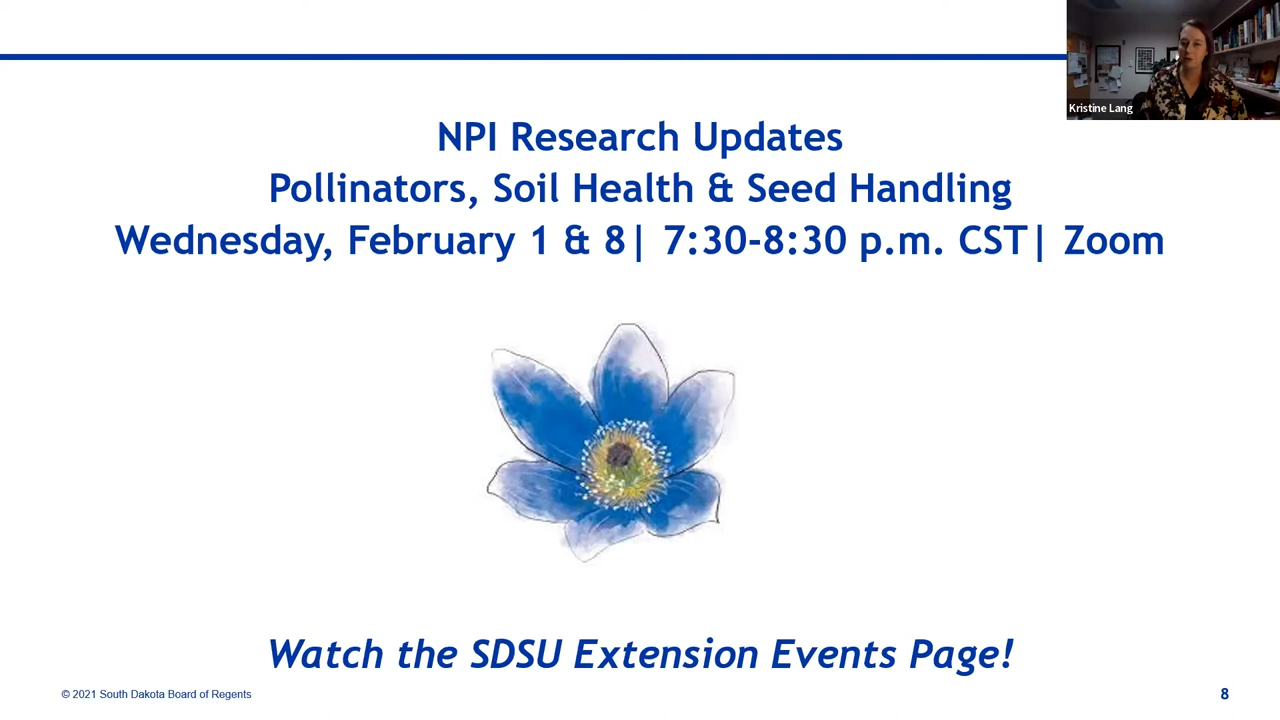 Kristine Lang
NPI Research Updates
Pollinators, Soil Health & Seed Handling
Wednesday, February 1 & 8| 7:30-8:30 p.m. CST| Zoom
Watch the SDSU Extension Events Page!
© 2021 South Dakota Board of Regents
8